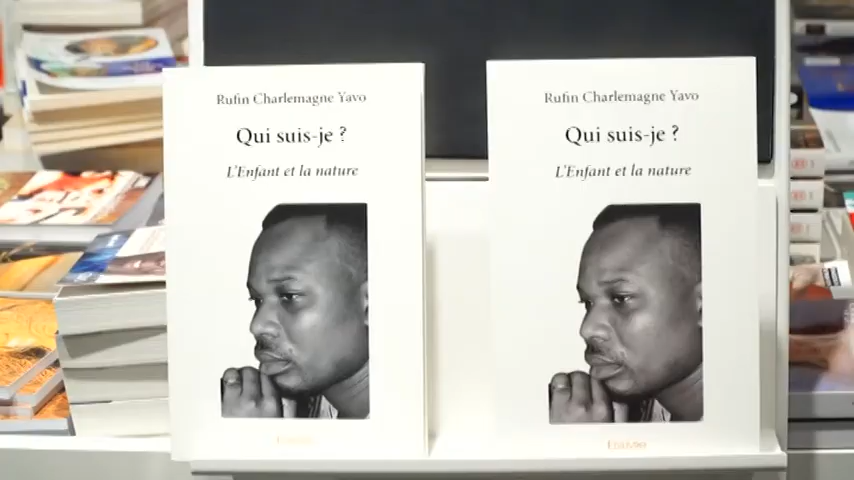 Rufin Charlemagne Yavo
Qui suis-je ?
L'Enfant et la nature
Rufin Charlemagne Yavo
Qui suis-je ?
L'Enfant et la nature